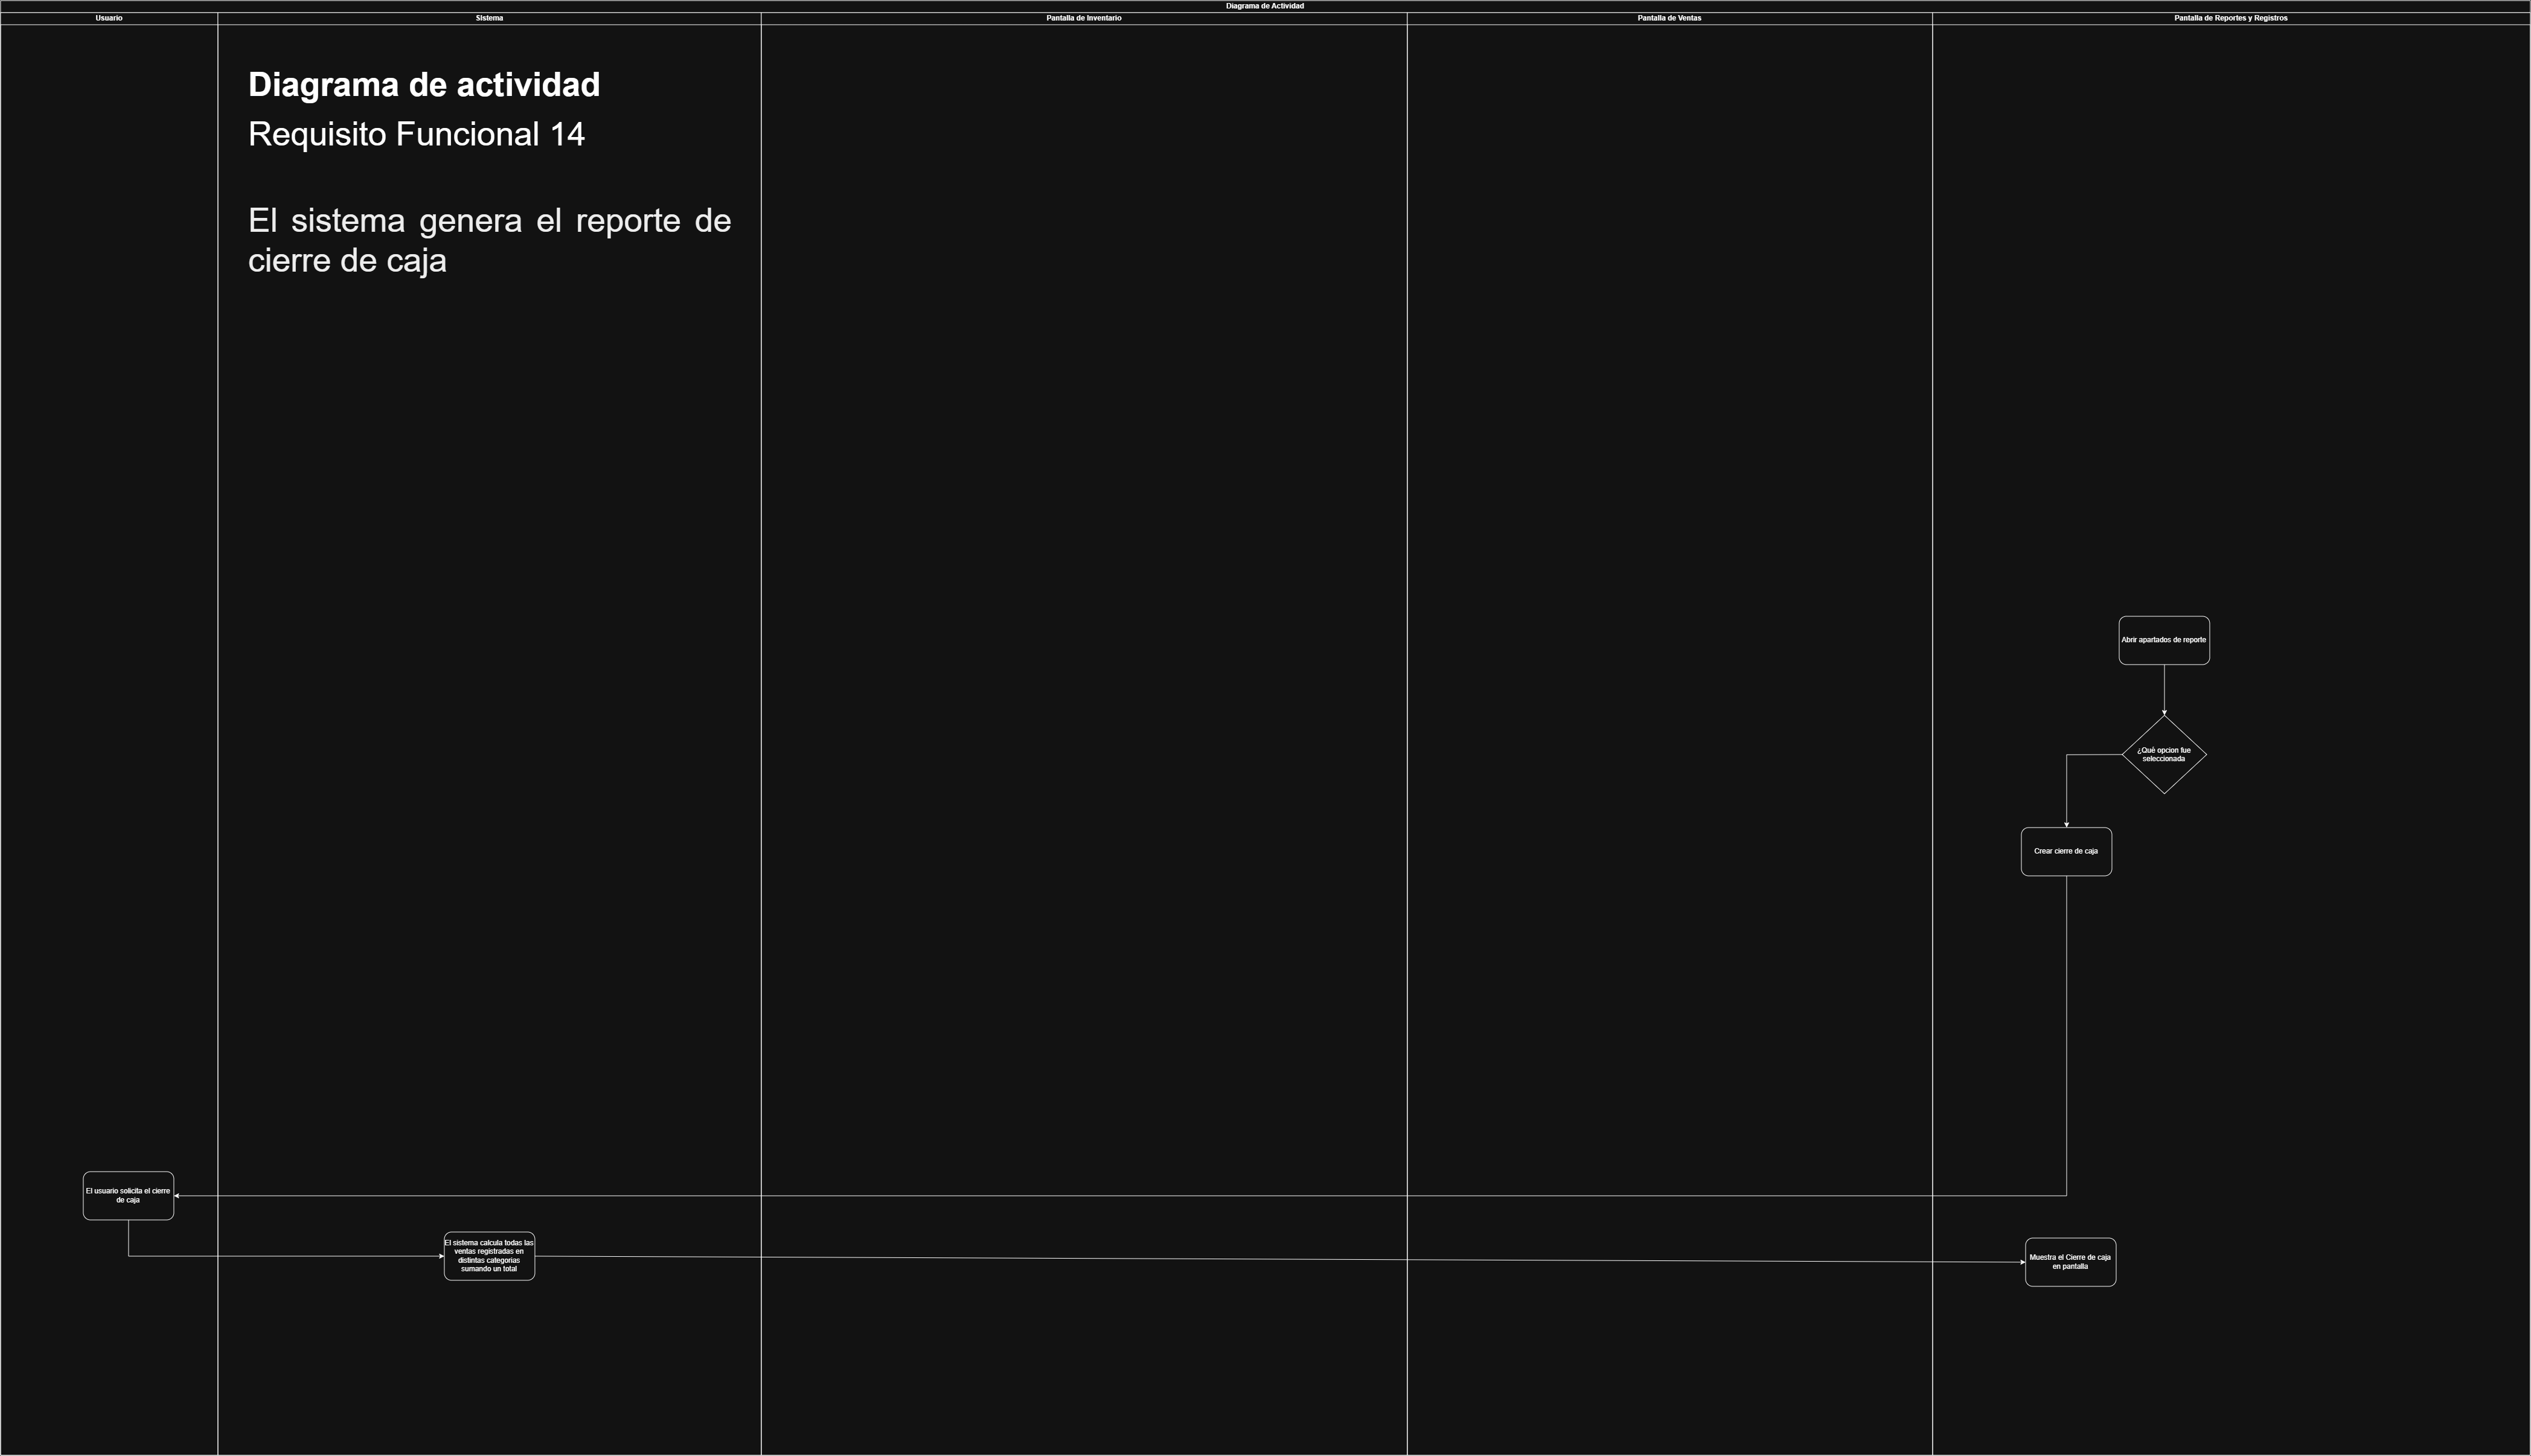 Diagrama de Actividad
Usuario
SIstema
Pantalla de Inventario
Pantalla de Ventas
Pantalla de Reportes y Registros
Diagrama de actividad
Requisito Funcional 14
El sistema genera el reporte de
cierre de caja
Abrir apartados de reporte
¿Qué opcion fue
seleccionada
Crear cierre de caja
El usuario solicita el cierre
de caja
El sistema calcula todas las
ventas registradas en
distintas categorias
sumando un total
Muestra el Cierre de caja
en pantalla